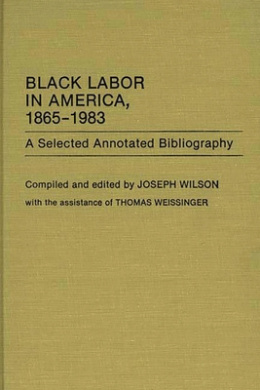 BLACK LABOR
IN AMERICA,
1865-1983
A Selected Annotated Bibliography
Compiled and edited by JOSEPH WILSON
with the assistance of THOMAS WEISSINGER